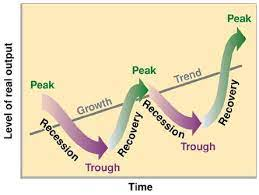 Level of real output
Peak
Peak
Peak
Growth
Trend
Recession
Recovery
Recession
Recovery
Trough
Trough
Time